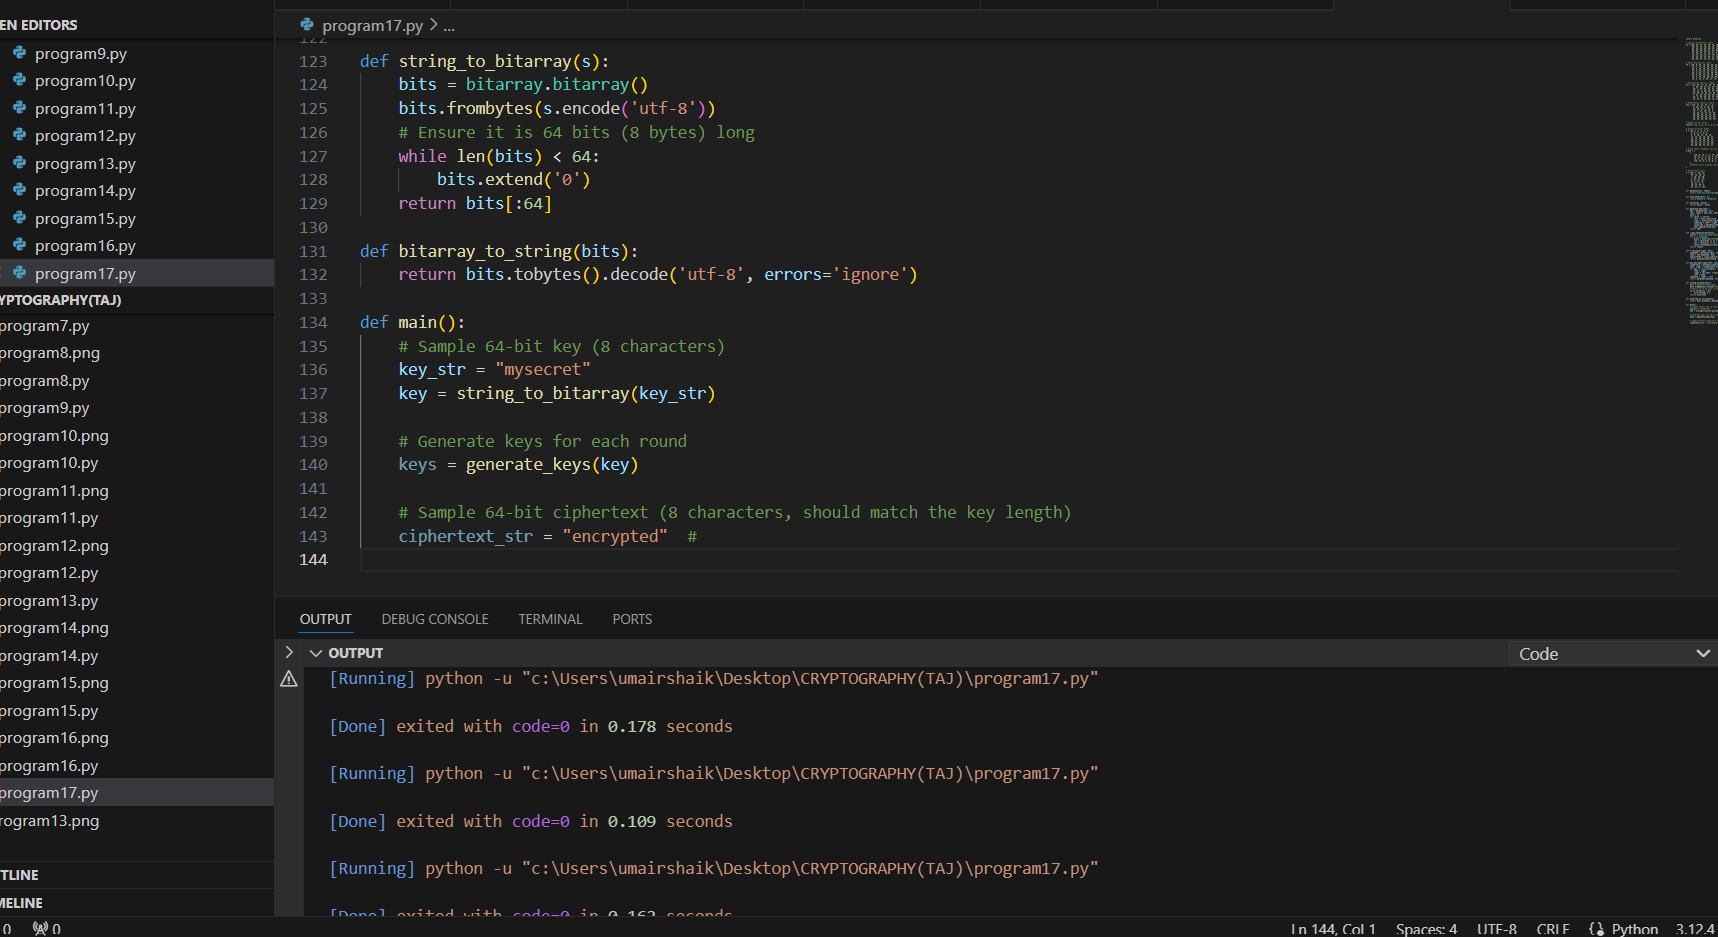 EN EDITORS
program9.py
program10.py
program11.py
program12.py
program13.py
program14.py
program15.py
program16.py
program17.py
YPTOGRAPHY(TAJ)
program7.py
program8.png
program8.py
program9.py
program10.png
program10.py
program11.png
program11.py
program12.png
program12.py
program13.py
program14.png
program14.py
program15.png
program15.py
program16.png
program16.py
program17.py
rogram13.png
TLINE
MELINE
program17.py > ...
122
123 def string_to_bitarray(s):
124     bits = bitarray.bitarray()
125     bits.frombytes(s.encode('utf-8'))
126     # Ensure it is 64 bits (8 bytes) long
127     while len(bits) < 64:
128         bits.extend('0')
129     return bits[:64]
130
131 def bitarray_to_string(bits):
132     return bits.tobytes().decode('utf-8', errors='ignore')
133
134 def main():
135     # Sample 64-bit key (8 characters)
136     key_str = "mysecret"
137     key = string_to_bitarray(key_str)
138
139     # Generate keys for each round
140     keys = generate_keys(key)
141
142     # Sample 64-bit ciphertext (8 characters, should match the key length)
143     ciphertext_str = "encrypted"  #
144
OUTPUT DEBUG CONSOLE TERMINAL PORTS
OUTPUT
Code
[Running] python -u "c:\Users\umairshaik\Desktop\CRYPTOGRAPHY(TAJ)\program17.py"
[Done] exited with code=0 in 0.178 seconds
[Running] python -u "c:\Users\umairshaik\Desktop\CRYPTOGRAPHY(TAJ)\program17.py"
[Done] exited with code=0 in 0.109 seconds
[Running] python -u "c:\Users\umairshaik\Desktop\CRYPTOGRAPHY(TAJ)\program17.py"
[Done] exited with code=0 in 0.162 seconds
0 0 Ln 144, Col 1 Spaces: 4 UTF-8 CRLF Python 3.12.4